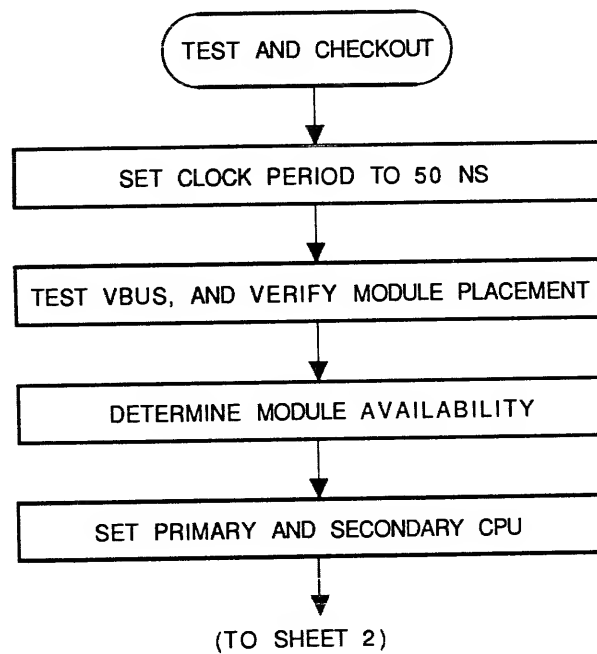 TEST AND CHECKOUT
SET CLOCK PERIOD TO 50 NS
TEST VBUS, AND VERIFY MODULE PLACEMENT
DETERMINE MODULE AVAILABILITY
SET PRIMARY AND SECONDARY CPU
(TO SHEET 2)